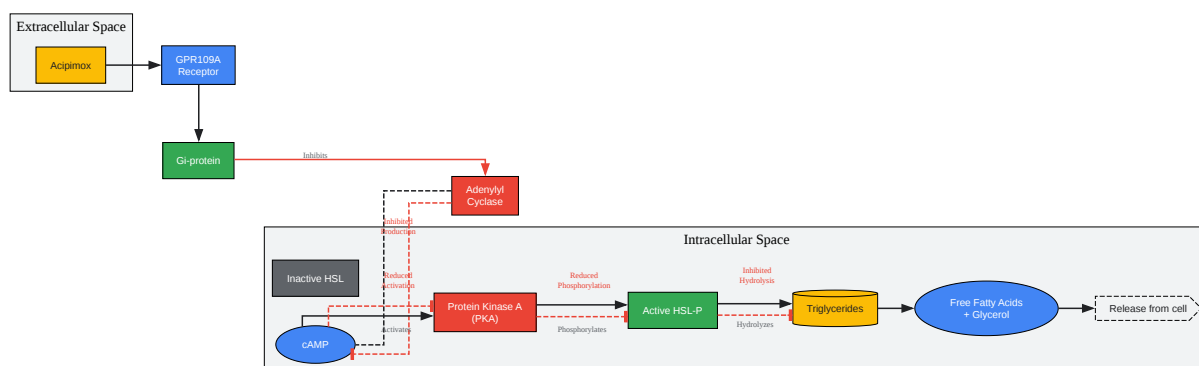 Extracellular Space
Acipimox
GPR109A
Receptor
Gi-protein
Inhibits
Adenylyl
Cyclase
Inhibited
Production
Intracellular Space
Inactive HSL
Reduced
Activation
Reduced
Phosphorylation
Inhibited
Hydrolysis
Protein Kinase A
(PKA)
Active HSL-P
Triglycerides
Free Fatty Acids
+ Glycerol
Release from cell
Activates
Phosphorylates
Hydrolyzes
cAMP